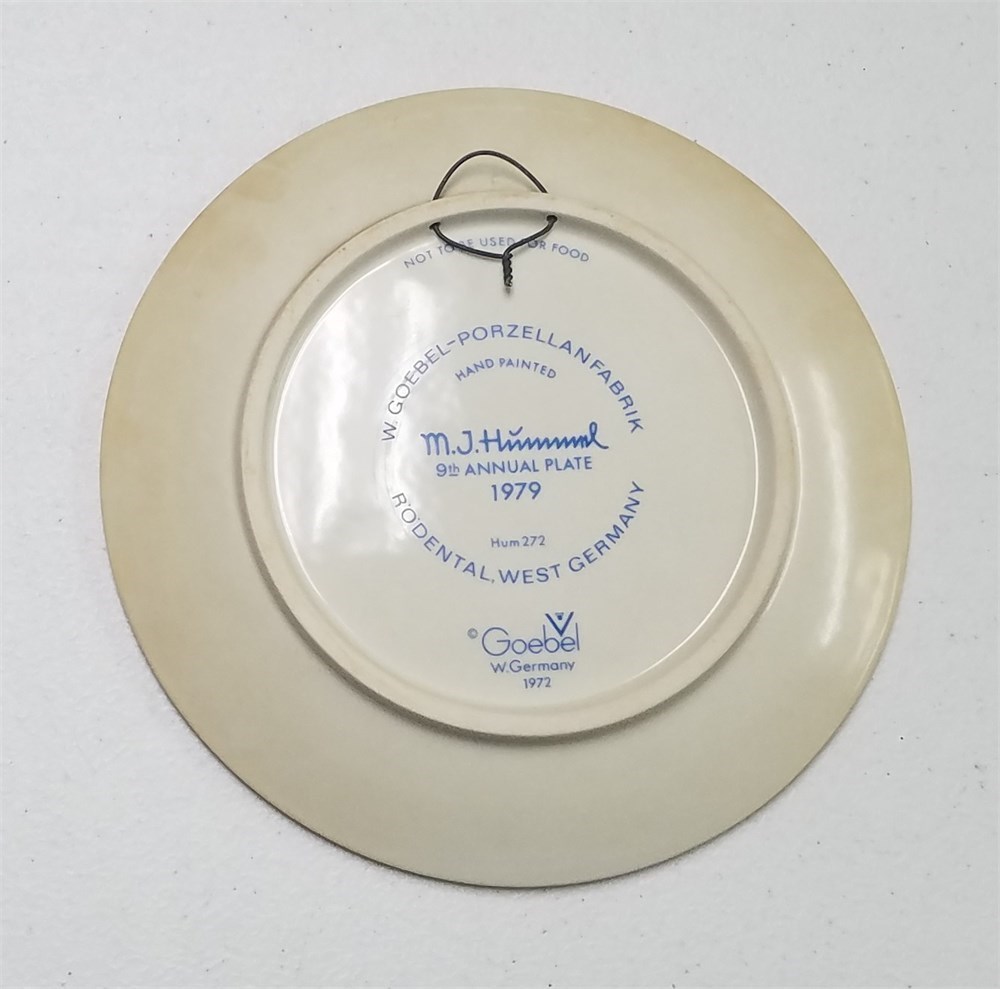 NOT TO BE USED FOR FOOD
W. GOEBEL-PORZELLANFABRIK
HAND PAINTED
M.J.Hummel
9th ANNUAL PLATE
1979
Hum 272
RÖDENTAL, WEST GERMANY
© Goebel
W.Germany
1972